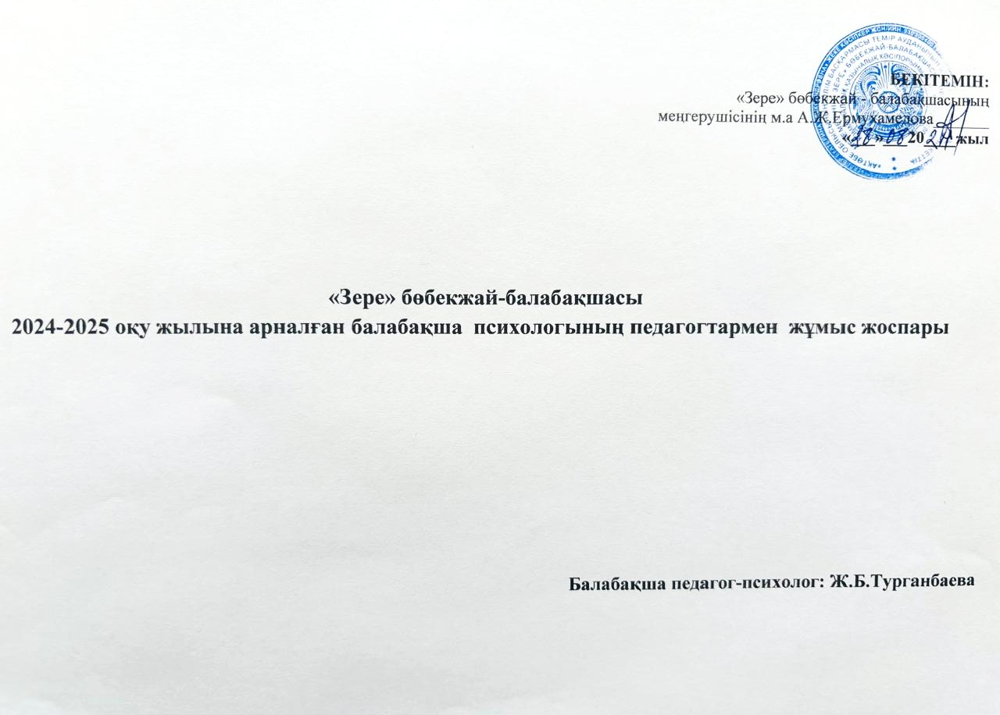 БЕКІТЕМІН:
«Зере» бөбекжай - балабақшасының
меңгерушісінің м.а А.Ж.Ермухамедова
«28» 08 2024 жыл
«Зере» бөбекжай-балабақшасы
2024-2025 оқу жылына арналған балабақша психологының педагогтармен жұмыс жоспары
Балабақша педагог-психолог: Ж.Б.Турганбаева